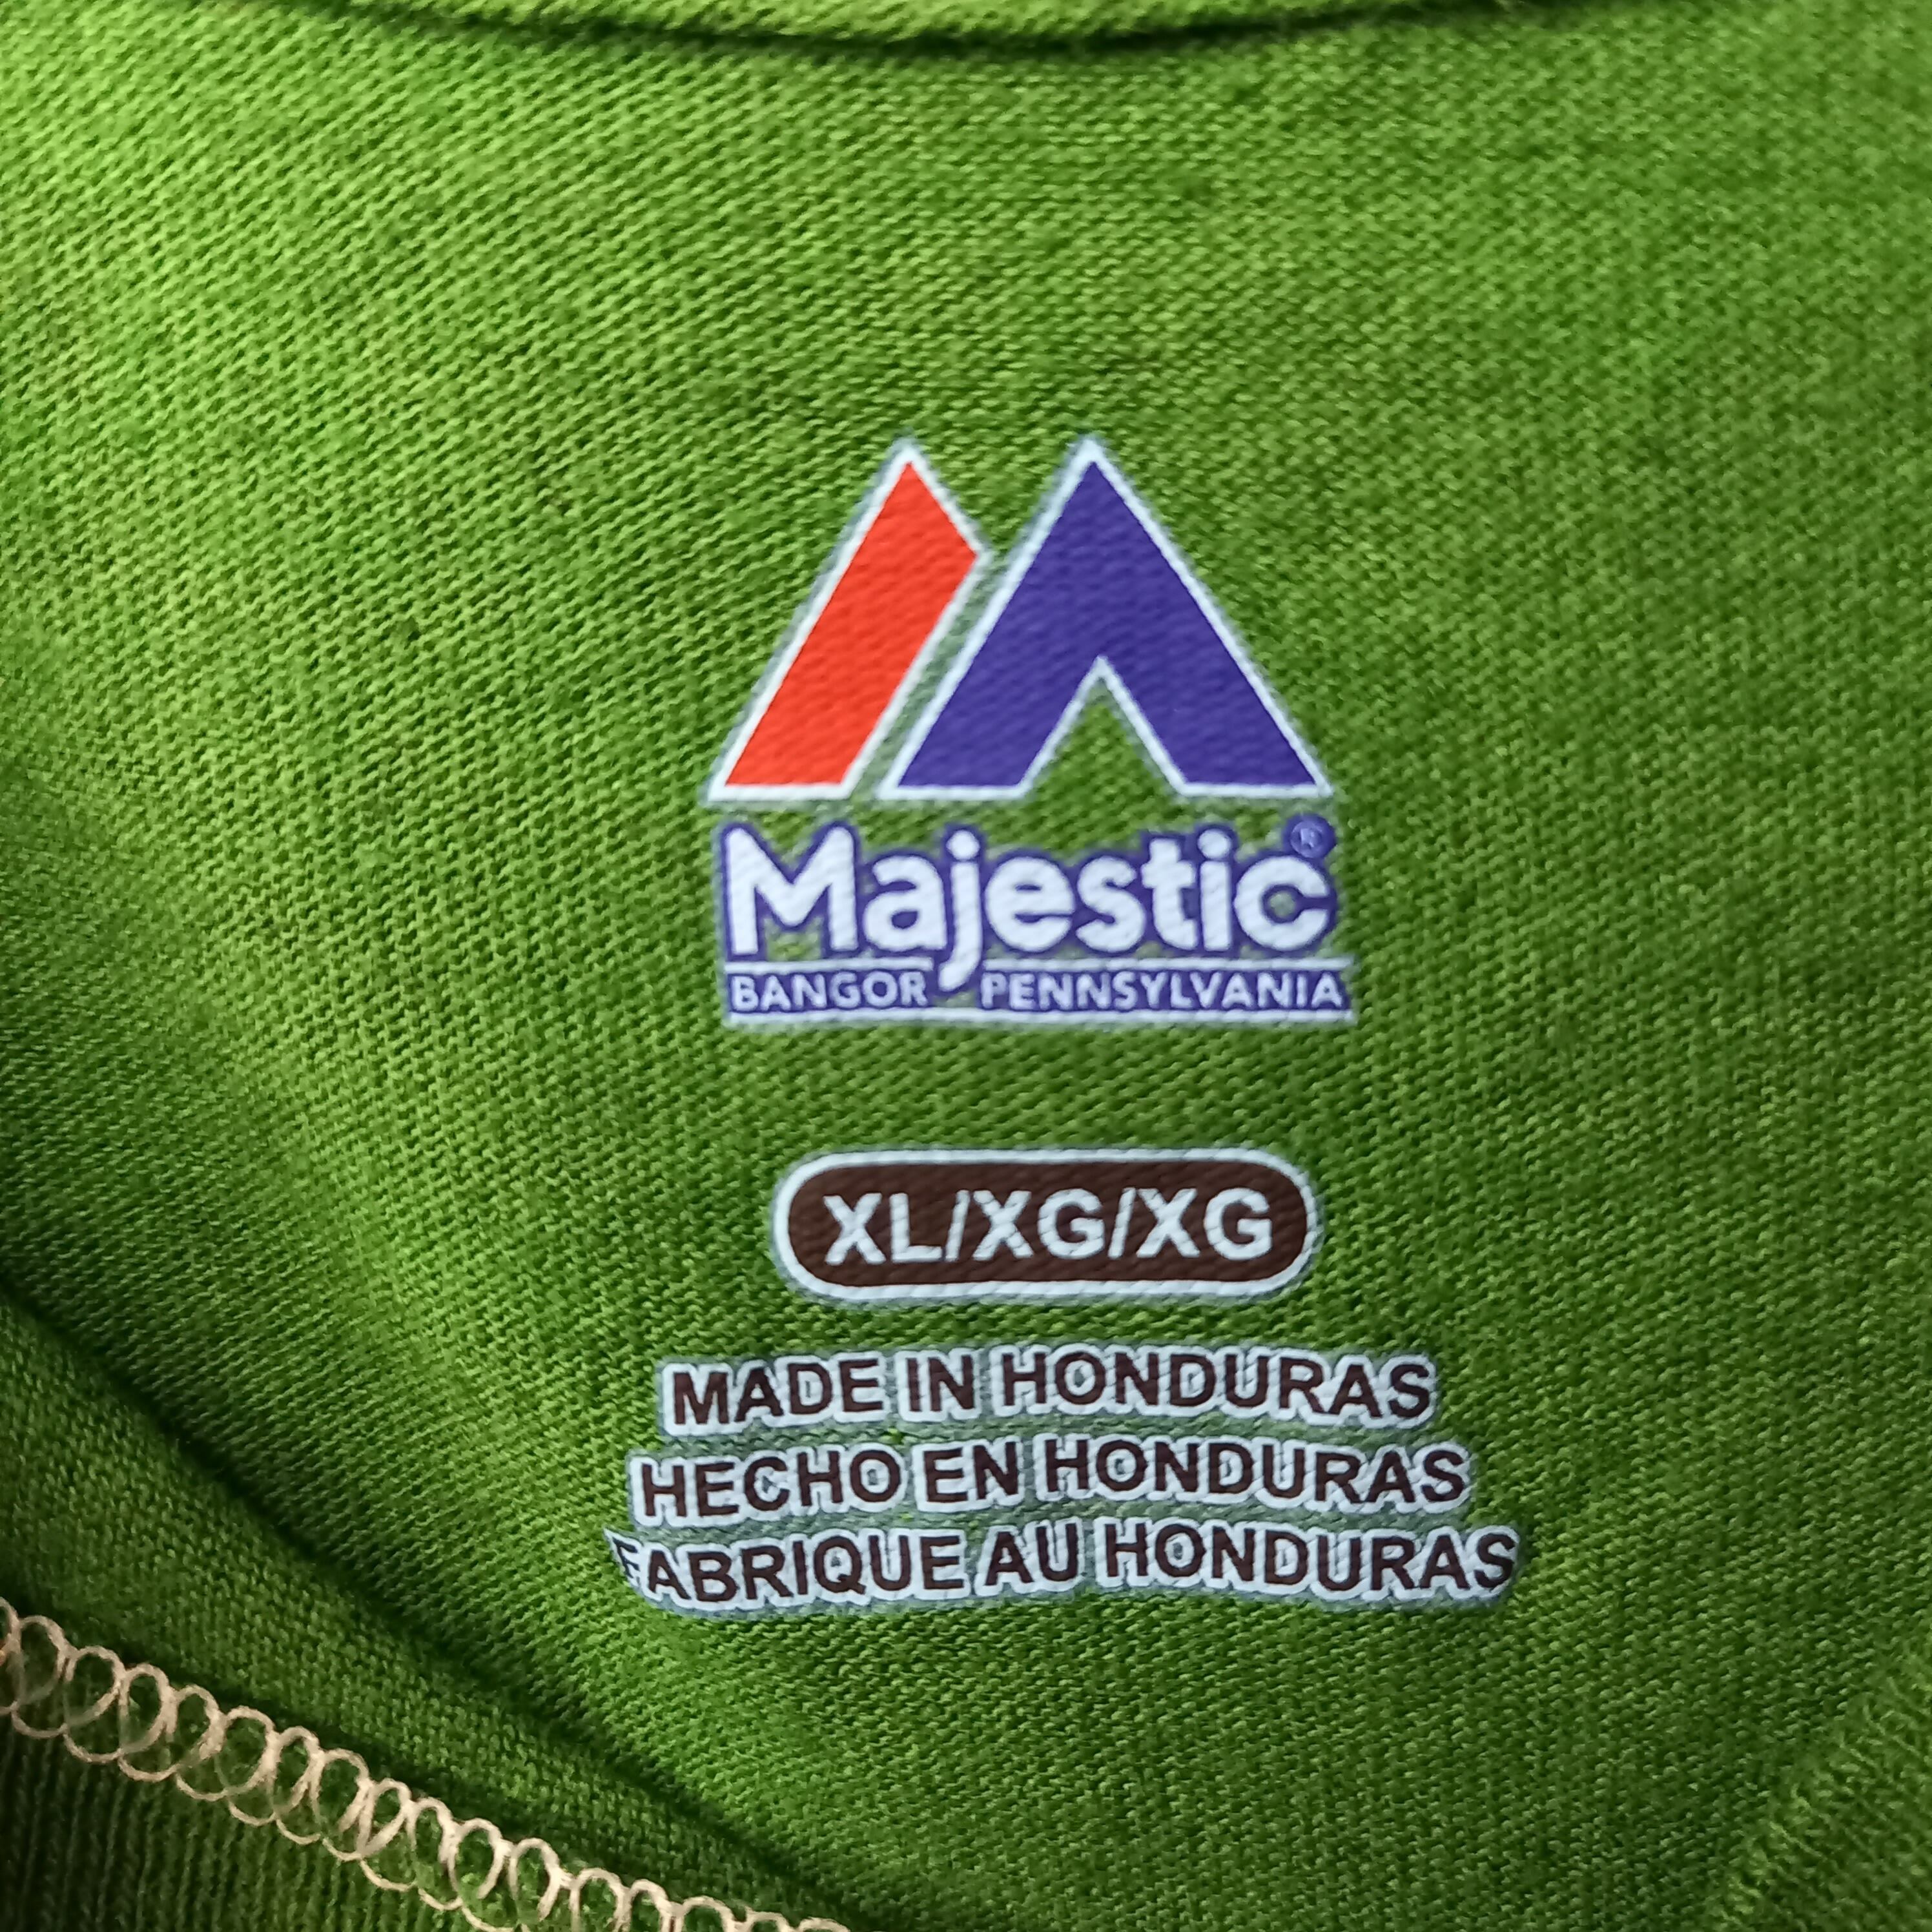 Majestic®
BANGOR PENNSYLVANIA
XL/XG/XG
MADE IN HONDURAS
HECHO EN HONDURAS
FABRIQUE AU HONDURAS